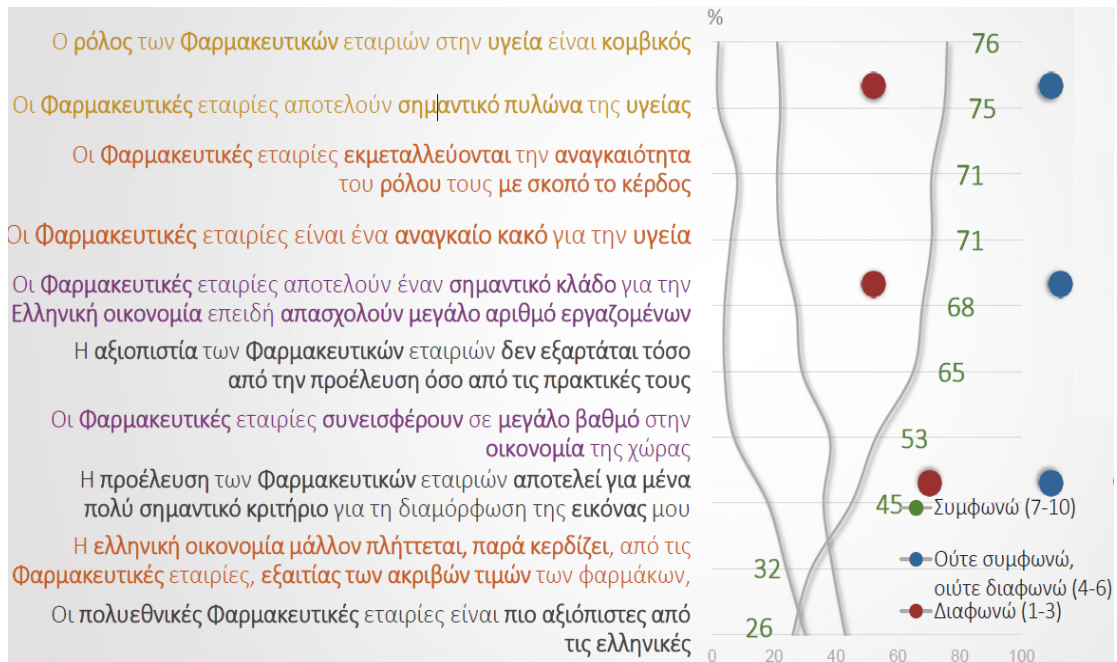 %
Ο ρόλος των Φαρμακευτικών εταιριών στην υγεία είναι κομβικός
76
Οι Φαρμακευτικές εταιρίες αποτελούν σημαντικό πυλώνα της υγείας
75
Οι Φαρμακευτικές εταιρίες εκμεταλλεύονται την αναγκαιότητα
του ρόλου τους με σκοπό το κέρδος
71
Οι Φαρμακευτικές εταιρίες είναι ένα αναγκαίο κακό για την υγεία
71
Οι Φαρμακευτικές εταιρίες αποτελούν έναν σημαντικό κλάδο για την
Ελληνική οικονομία επειδή απασχολούν μεγάλο αριθμό εργαζομένων
68
Η αξιοπιστία των Φαρμακευτικών εταιριών δεν εξαρτάται τόσο
από την προέλευση όσο από τις πρακτικές τους
65
Οι Φαρμακευτικές εταιρίες συνεισφέρουν σε μεγάλο βαθμό στην
οικονομία της χώρας
53
Η προέλευση των Φαρμακευτικών εταιριών αποτελεί για μένα
πολύ σημαντικό κριτήριο για τη διαμόρφωση της εικόνας μου
45
Η ελληνική οικονομία μάλλον πλήττεται, παρά κερδίζει, από τις
Φαρμακευτικές εταιρίες, εξαιτίας των ακριβών τιμών των φαρμάκων,
32
Οι πολυεθνικές Φαρμακευτικές εταιρίες είναι πιο αξιόπιστες από
τις ελληνικές
26
Συμφωνώ (7-10)
Ούτε συμφωνώ,
ούτε διαφωνώ (4-6)
Διαφωνώ (1-3)
0 20 40 60 80 100